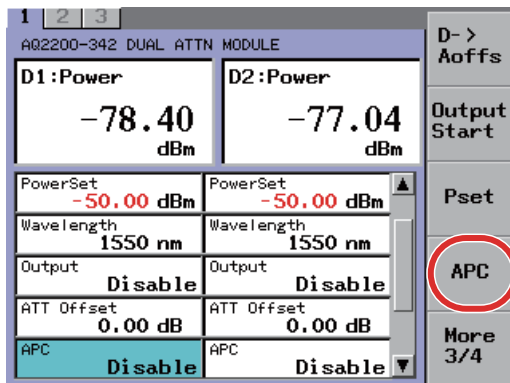 1 2 3
AQ2200-342 DUAL ATTN MODULE
D1:Power
-78.40
dBm
D2:Power
-77.04
dBm
PowerSet
-50.00 dBm
PowerSet
-50.00 dBm
Wavelength
1550 nm
Wavelength
1550 nm
Output
Disable
Output
Disable
ATT Offset
0.00 dB
ATT Offset
0.00 dB
APC
Disable
APC
Disable
D->
Aoffs
Output
Start
Pset
APC
More
3/4